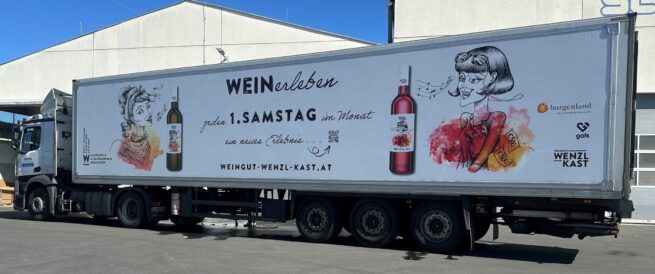 WEINerleben
jeden 1. SAMSTAG im Monat
ein neues Erlebnis...
WEINGUT-WENZL-KAST.AT
burgenland
gols
WENZL
KAST